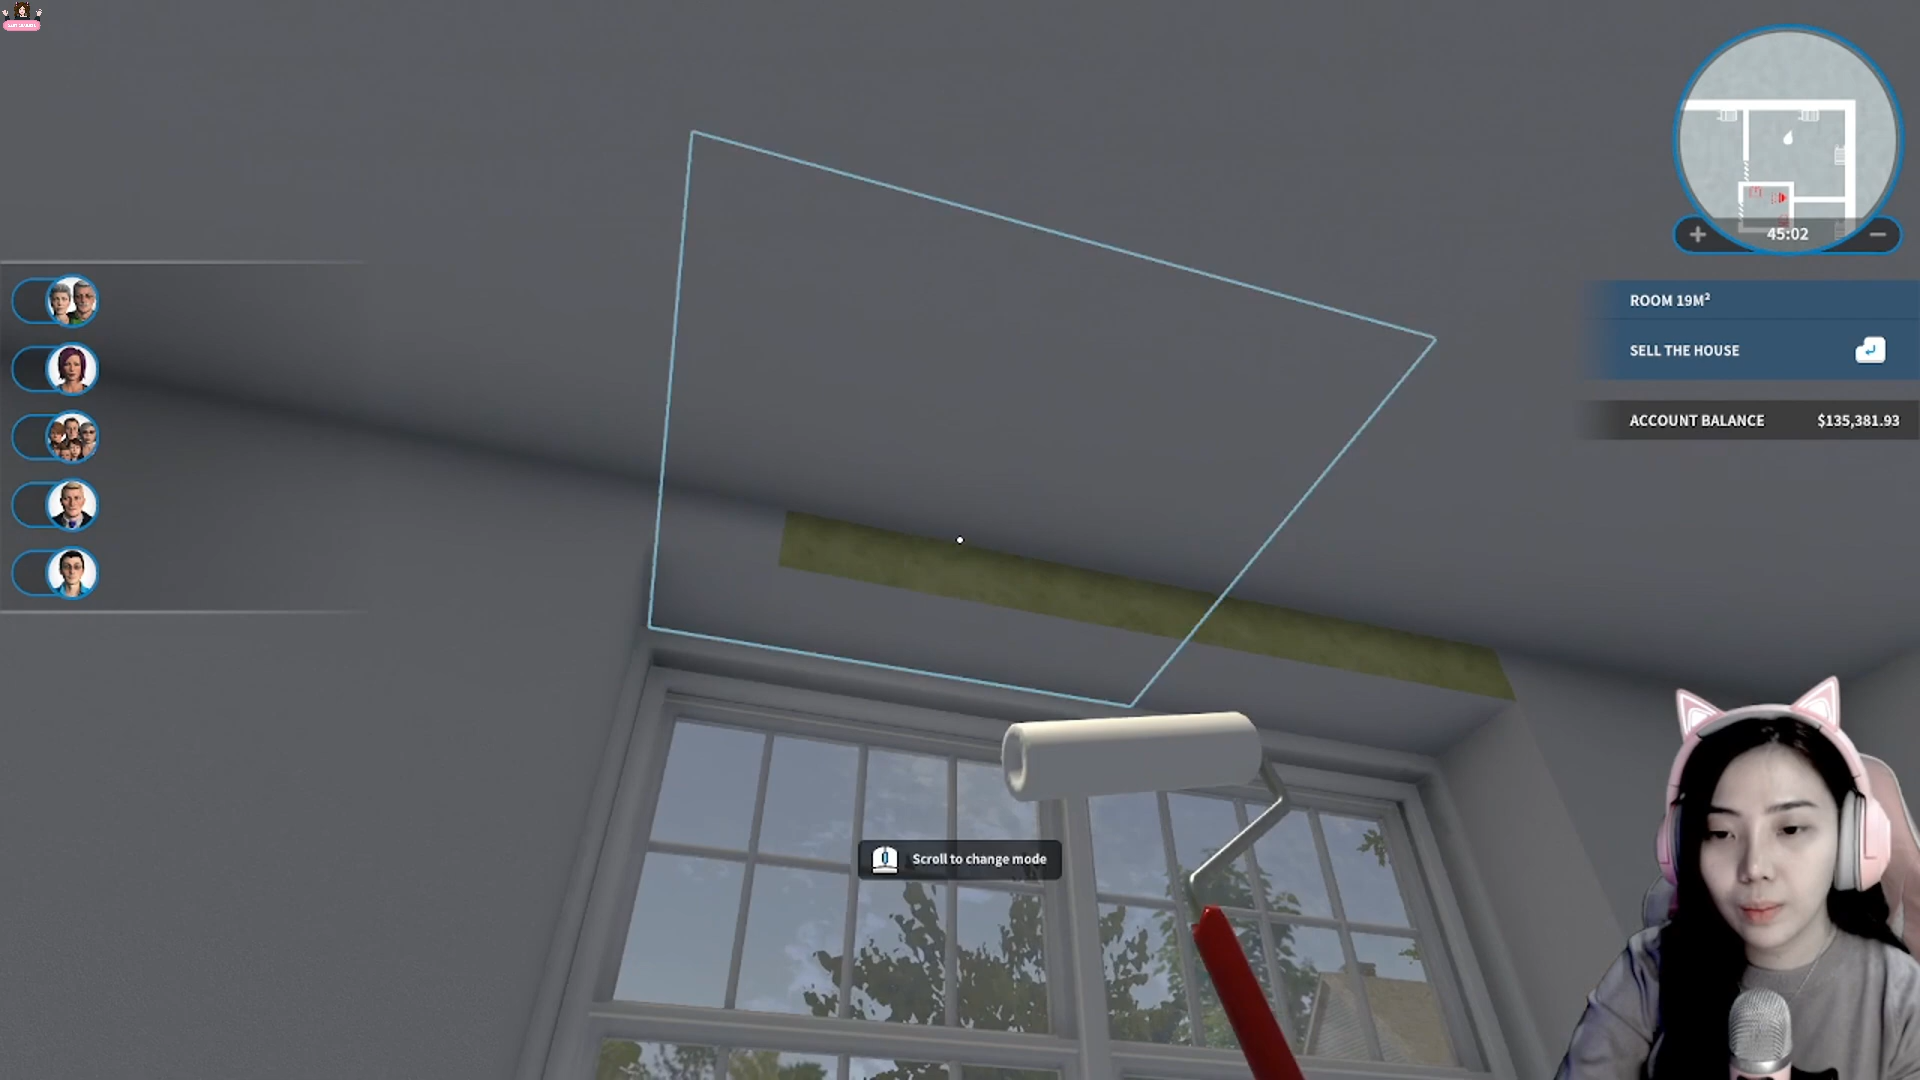 45:02
ROOM 19M²
SELL THE HOUSE
ACCOUNT BALANCE $135,381.93
Scroll to change mode